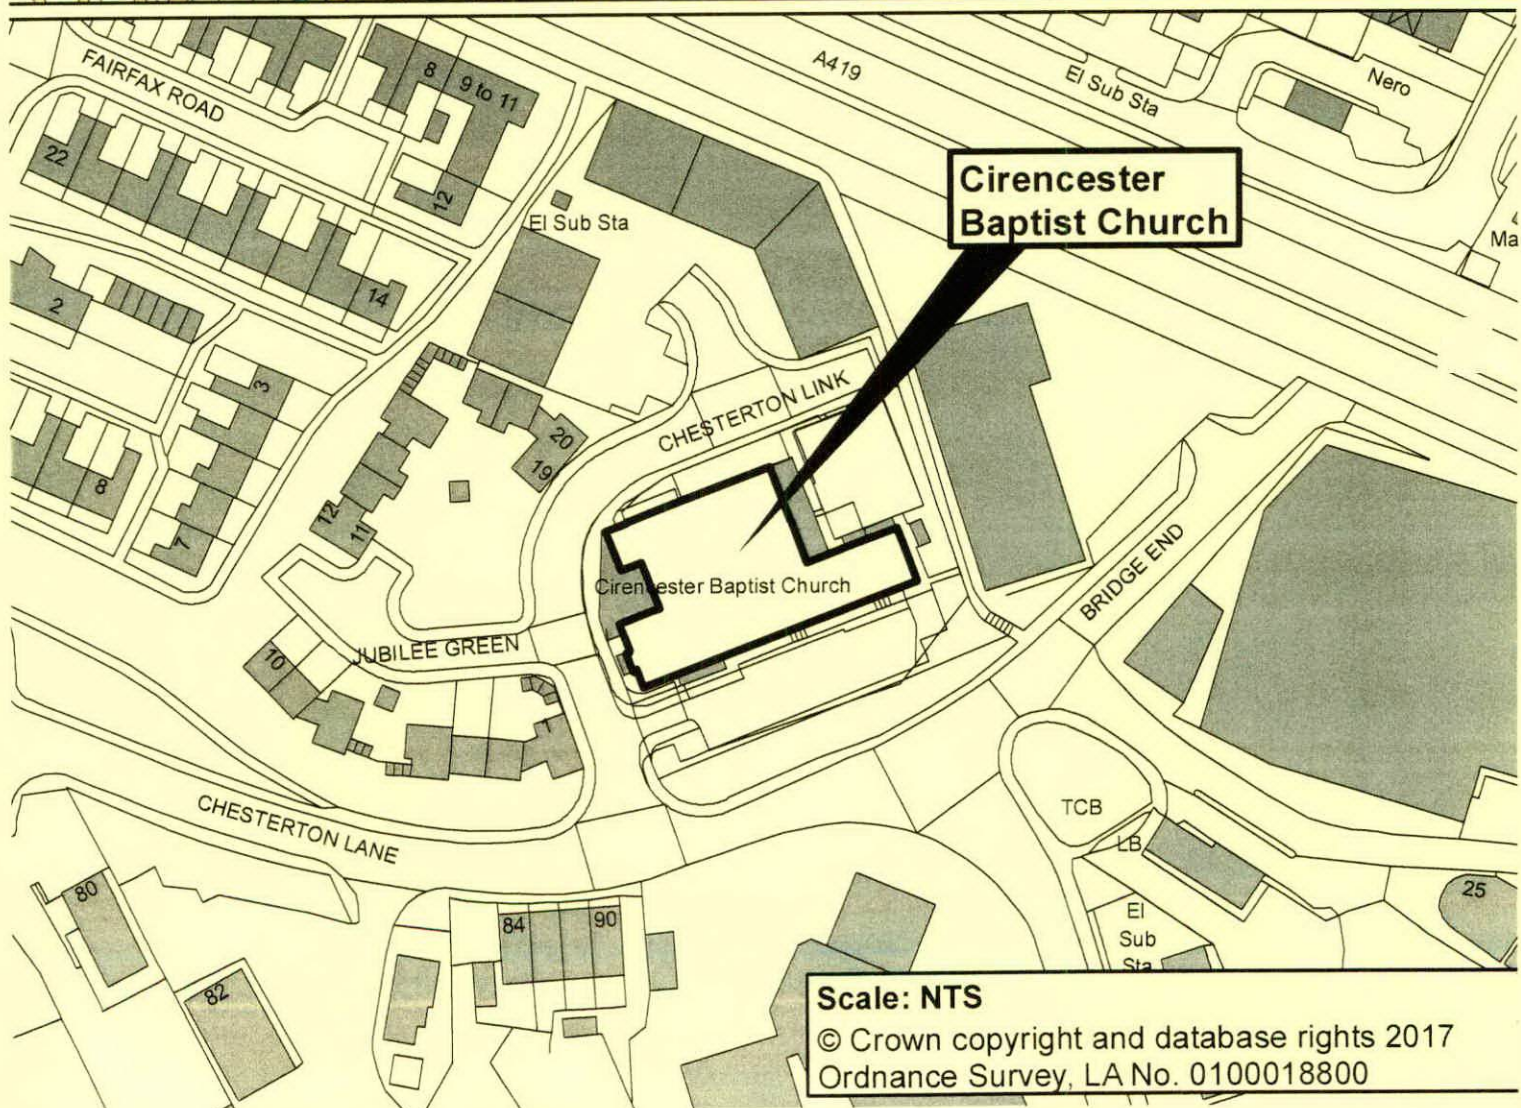 FAIRFAX ROAD
8
9 to 11
A419
El Sub Sta
Nero
22
12
El Sub Sta
Cirencester
Baptist Church
Ma
2
14
3
CHESTERTON LINK
20
19
8
12
11
7
BRIDGE END
Cirencester Baptist Church
JUBILEE GREEN
10
1
CHESTERTON LANE
TCB
LB
80
84
90
25
El
Sub
Sta
82
Scale: NTS
© Crown copyright and database rights 2017
Ordnance Survey, LA No. 0100018800